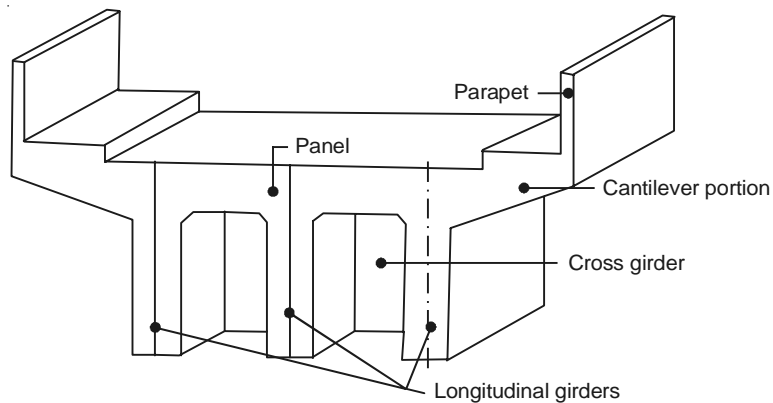 Parapet
Panel
Cantilever portion
Cross girder
Longitudinal girders